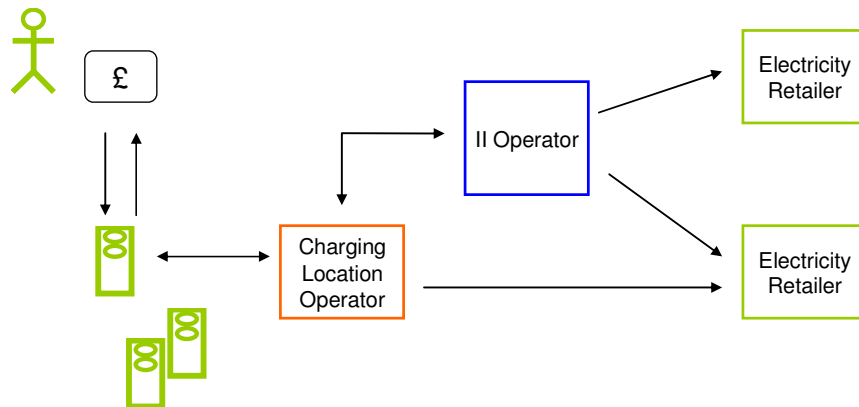 £
II Operator
Electricity
Retailer
Charging
Location
Operator
Electricity
Retailer